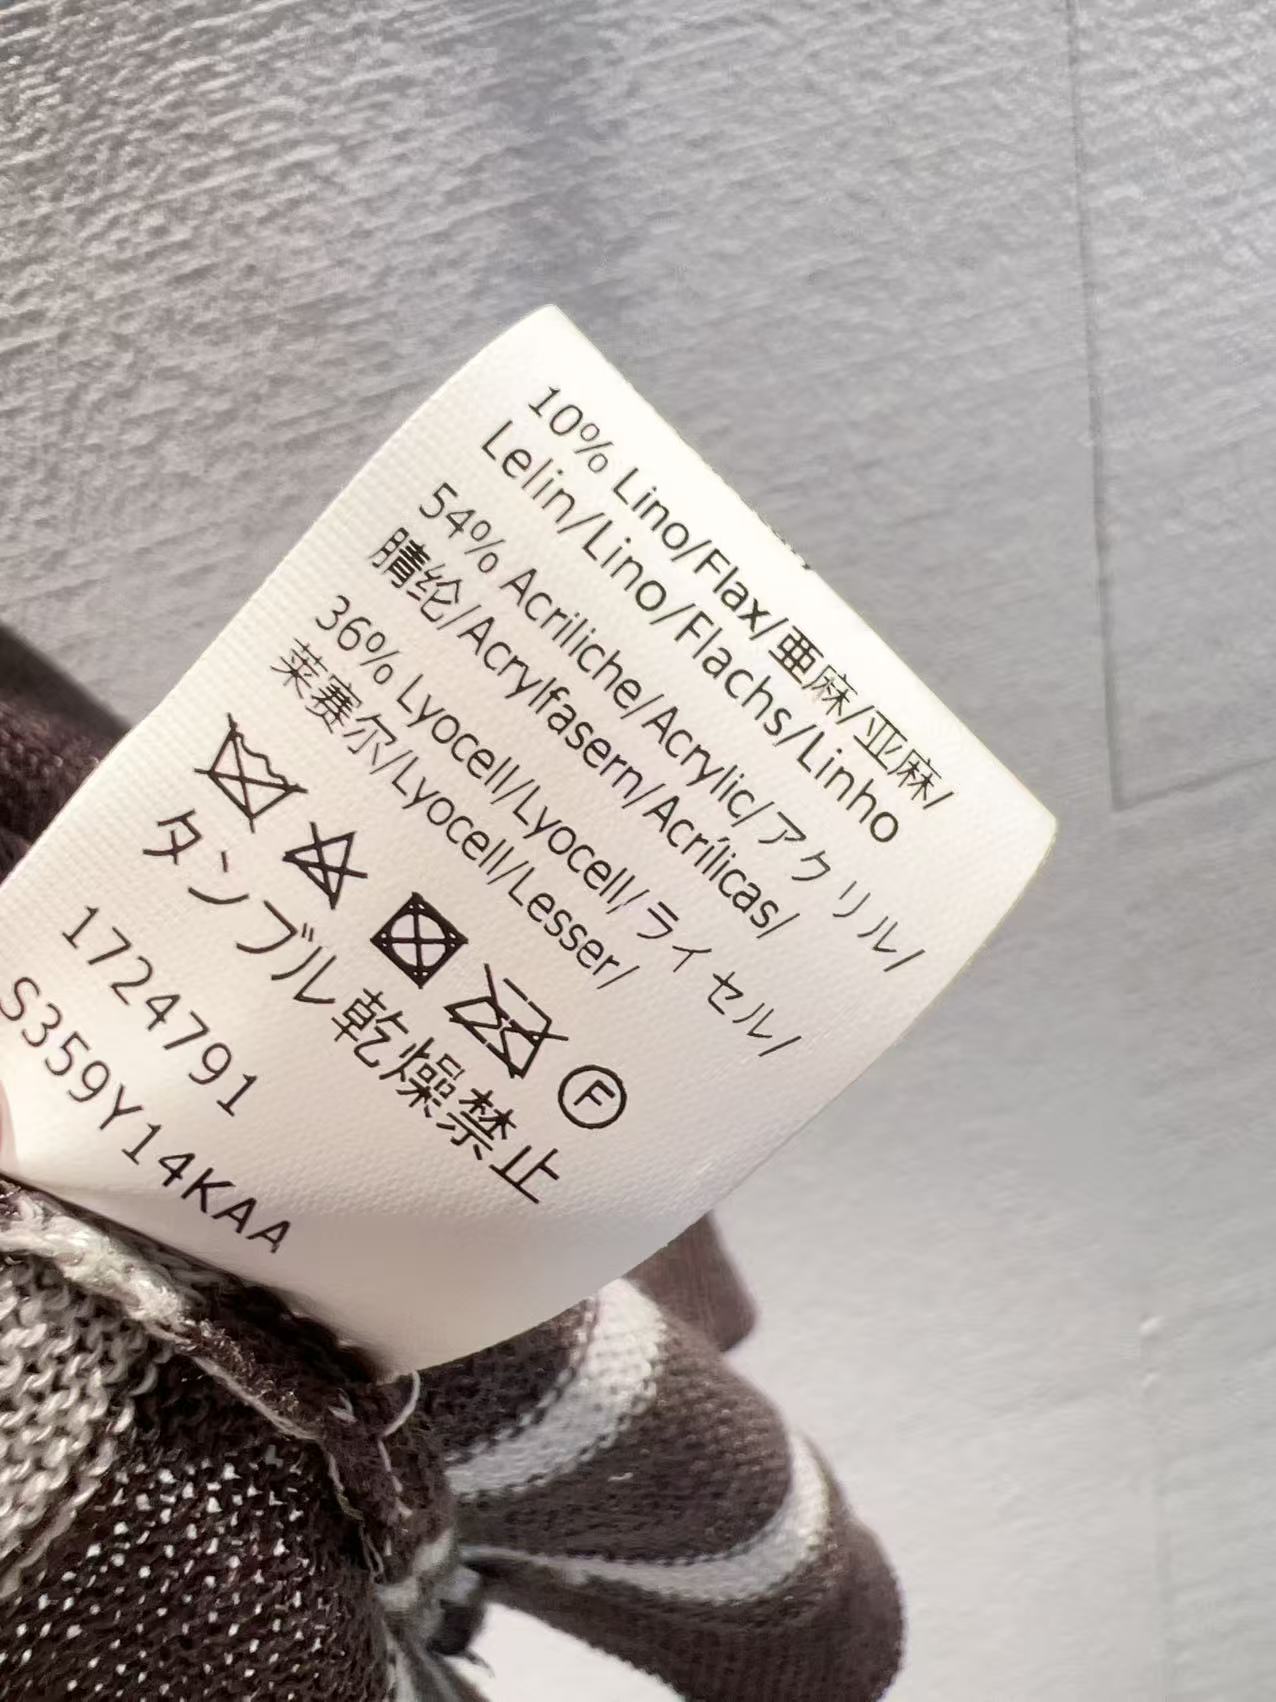 10% Lino/Flax/亜麻/亚麻/
Lelin/Lino/Flachs/Linho
54% Acriliche/Acrylic/アクリル/
腈纶/Acrylfasern/Acrílicas/
36% Lyocell/Lyocell/ライセル/
莱赛尔/Lyocell/Lesser/
F
タンブル乾燥禁止
1724791
S359Y14KAA